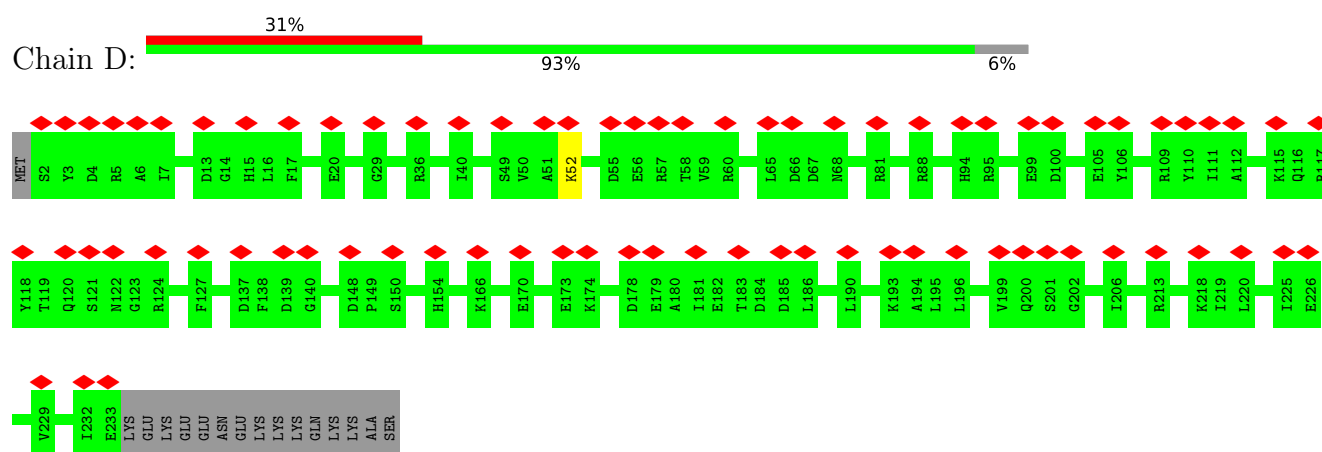 31%
Chain D:
93% 6%
MET S2 Y3 D4 R5 A6 I7 D13 G14 H15 L16 F17 E20 G29 R36 I40 S49 V50 A51 K52 D55 E56 R57 T58 V59 R60 L65 D66 D67 N68 R81 R88 H94 R95 E99 D100 E105 Y106 R109 Y110 I111 A112 K115 Q116 R117
Y118 T119 Q120 S121 N122 G123 R124 F127 D137 F138 D139 G140 D148 P149 S150 H154 K166 E170 E173 K174 D178 E179 A180 I181 E182 T183 D184 D185 L186 L190 K193 A194 L195 L196 V199 Q200 S201 G202 I206 R213 K218 I219 L220 I225 E226
V229 I232 E233 LYS GLU LYS GLU GLU ASN GLU LYS LYS LYS GLN LYS LYS ALA SER